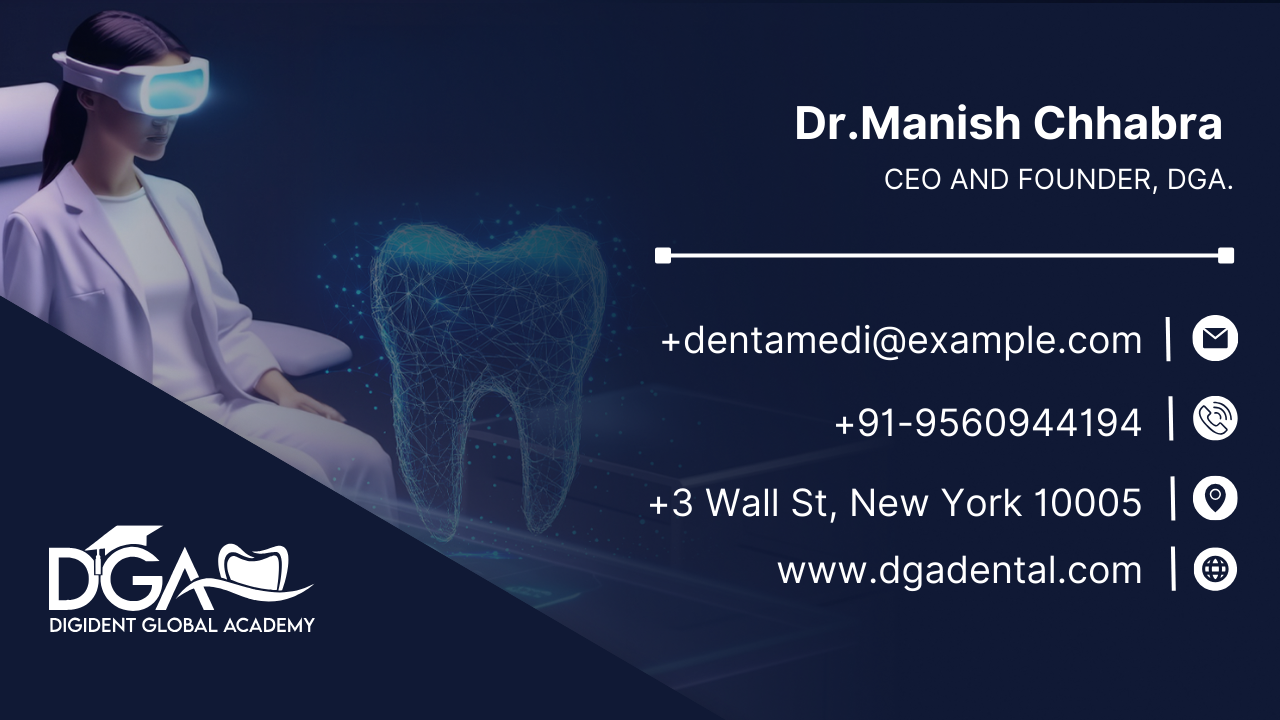 Dr.Manish Chhabra
CEO AND FOUNDER, DGA.
+dentamedi@example.com
+91-9560944194
+3 Wall St, New York 10005
www.dgadental.com
DGA
DIGIDENT GLOBAL ACADEMY